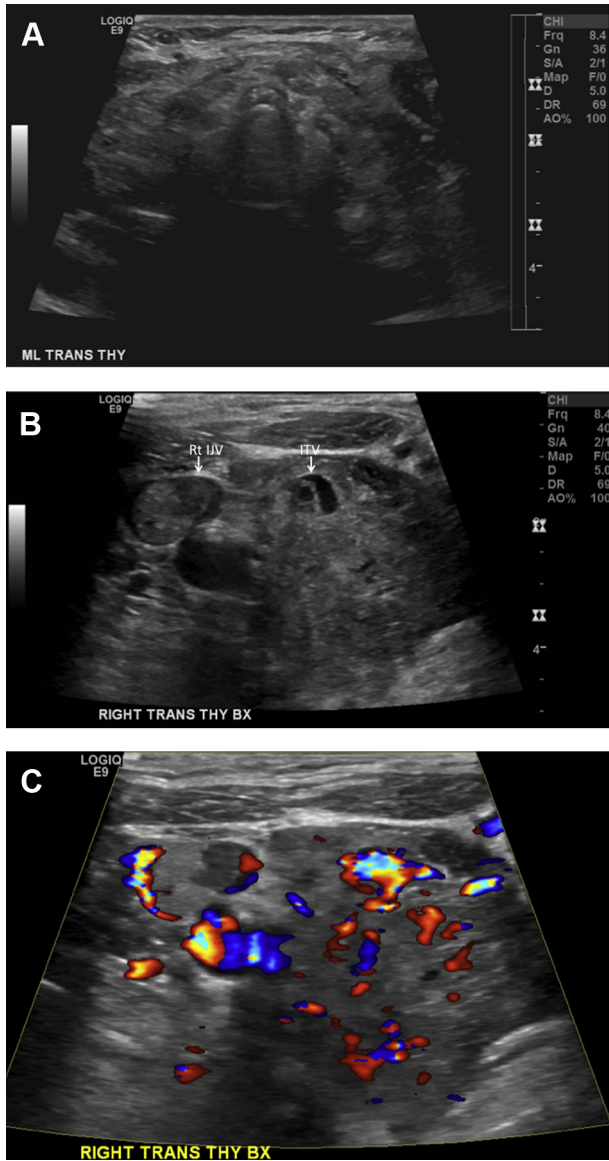 A
LOGIQ
E9
CHI
Frq 8.4
Gn 36
S/A 2/1
Map F/0
D 5.0
DR 69
AO% 100
4
ML TRANS THY
B
LOGIQ
E9
CHI
Frq 8.4
Gn 40
S/A 2/1
Map F/0
D 5.0
DR 69
AO% 100
Rt IJV
ITV
4
RIGHT TRANS THY BX
C
LOGIQ
E9
RIGHT TRANS THY BX